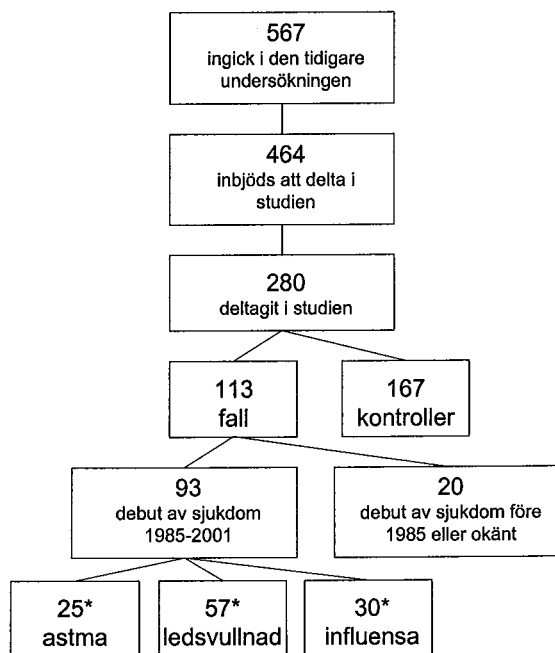 567
ingick i den tidigare
undersökningen
464
inbjöds att delta i
studien
280
deltagit i studien
113
fall
167
kontroller
93
debut av sjukdom
1985-2001
20
debut av sjukdom före
1985 eller okänt
25*
astma
57*
ledsvullnad
30*
influensa